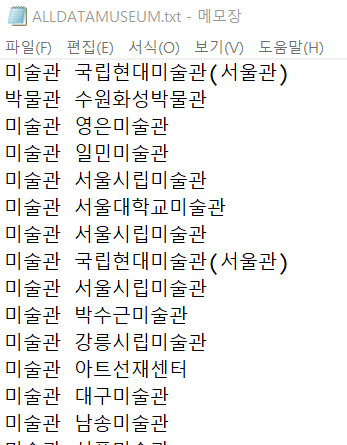 ALLDATAMUSEUM.txt - 메모장
파일(F) 편집(E) 서식(O) 보기(V) 도움말(H)
미술관 국립현대미술관(서울관)
박물관 수원화성박물관
미술관 영은미술관
미술관 일민미술관
미술관 서울시립미술관
미술관 서울대학교미술관
미술관 서울시립미술관
미술관 국립현대미술관(서울관)
미술관 서울시립미술관
미술관 박수근미술관
미술관 강릉시립미술관
미술관 아트선재센터
미술관 대구미술관
미술관 남송미술관